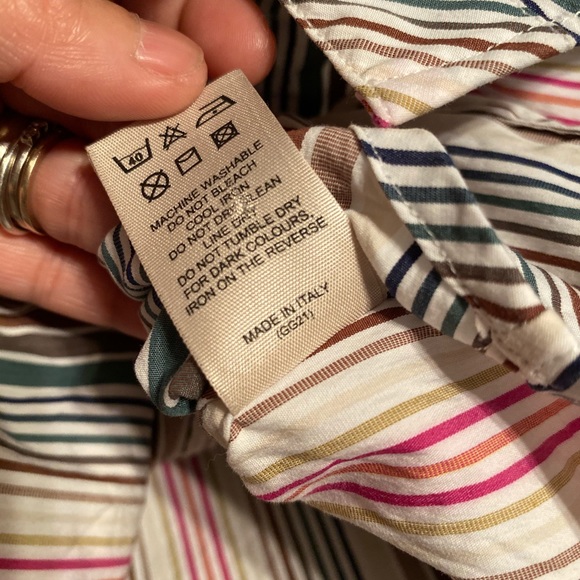 40
MACHINE WASHABLE
DO NOT BLEACH
COOL IRON
DO NOT DRY CLEAN
LINE DRY
DO NOT TUMBLE DRY
FOR DARK COLOURS,
IRON ON THE REVERSE
MADE IN ITALY
(GG21)